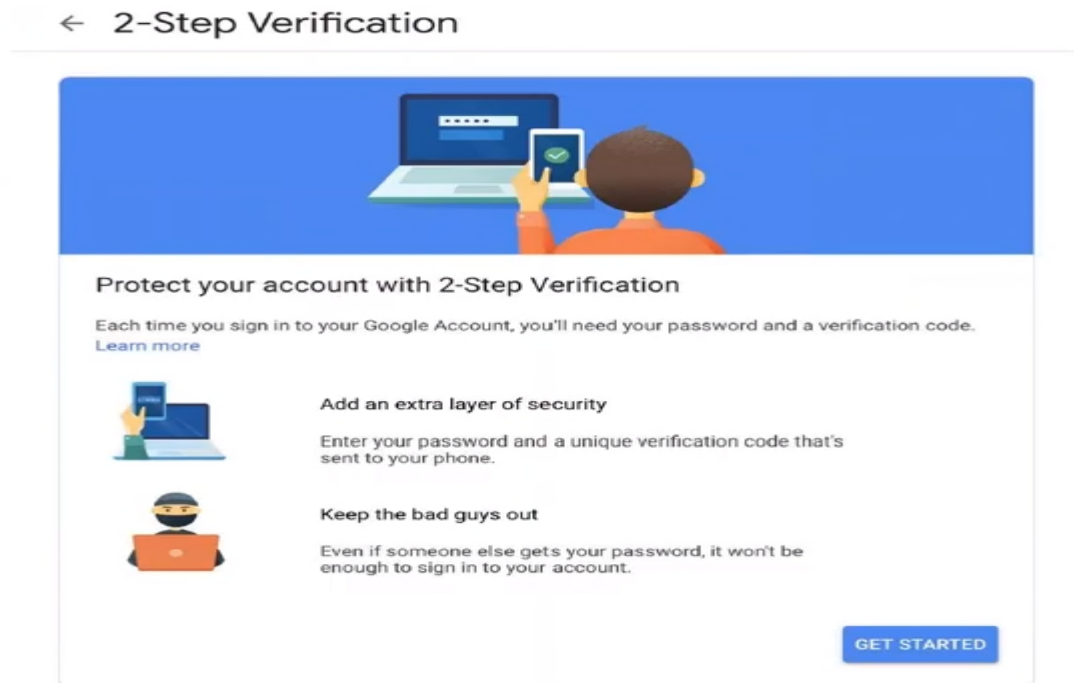 2-Step Verification
Protect your account with 2-Step Verification
Each time you sign in to your Google Account, you'll need your password and a verification code.
Learn more
Add an extra layer of security
Enter your password and a unique verification code that's
sent to your phone.
Keep the bad guys out
Even if someone else gets your password, it won't be
enough to sign in to your account.
GET STARTED